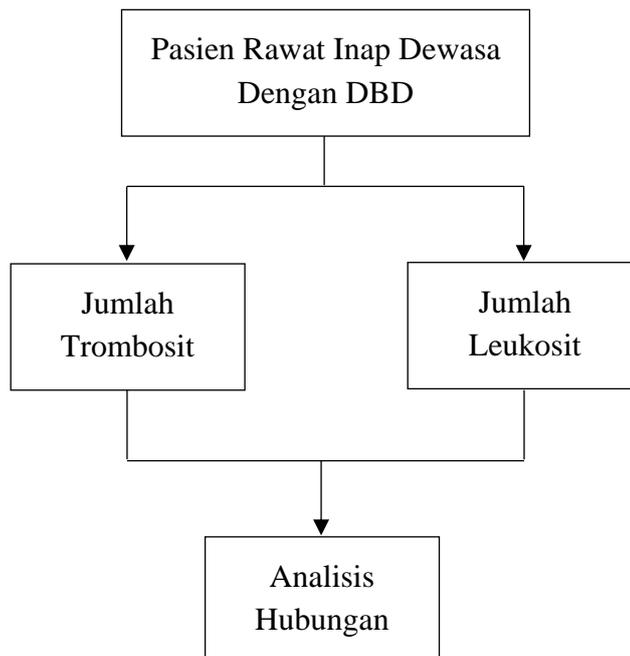 Pasien Rawat Inap Dewasa
Dengan DBD
Jumlah
Trombosit
Jumlah
Leukosit
Analisis
Hubungan